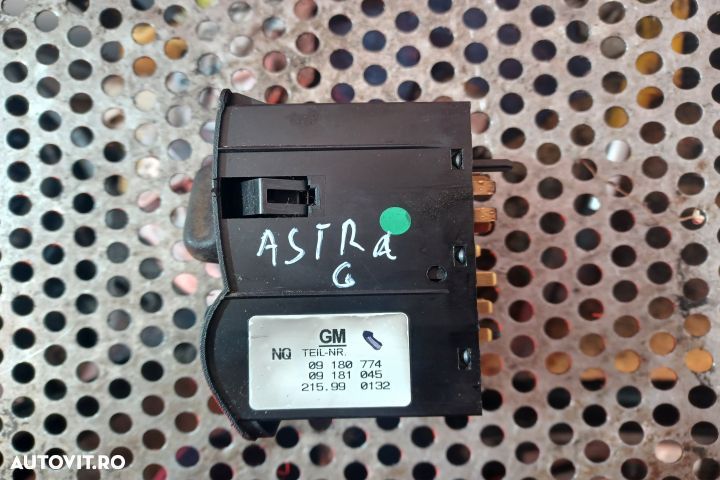 ASTRA
G
GM
NQ TEIL-NR.
09 180 774
09 181 045
215.99 0132
AUTOVIT.RO